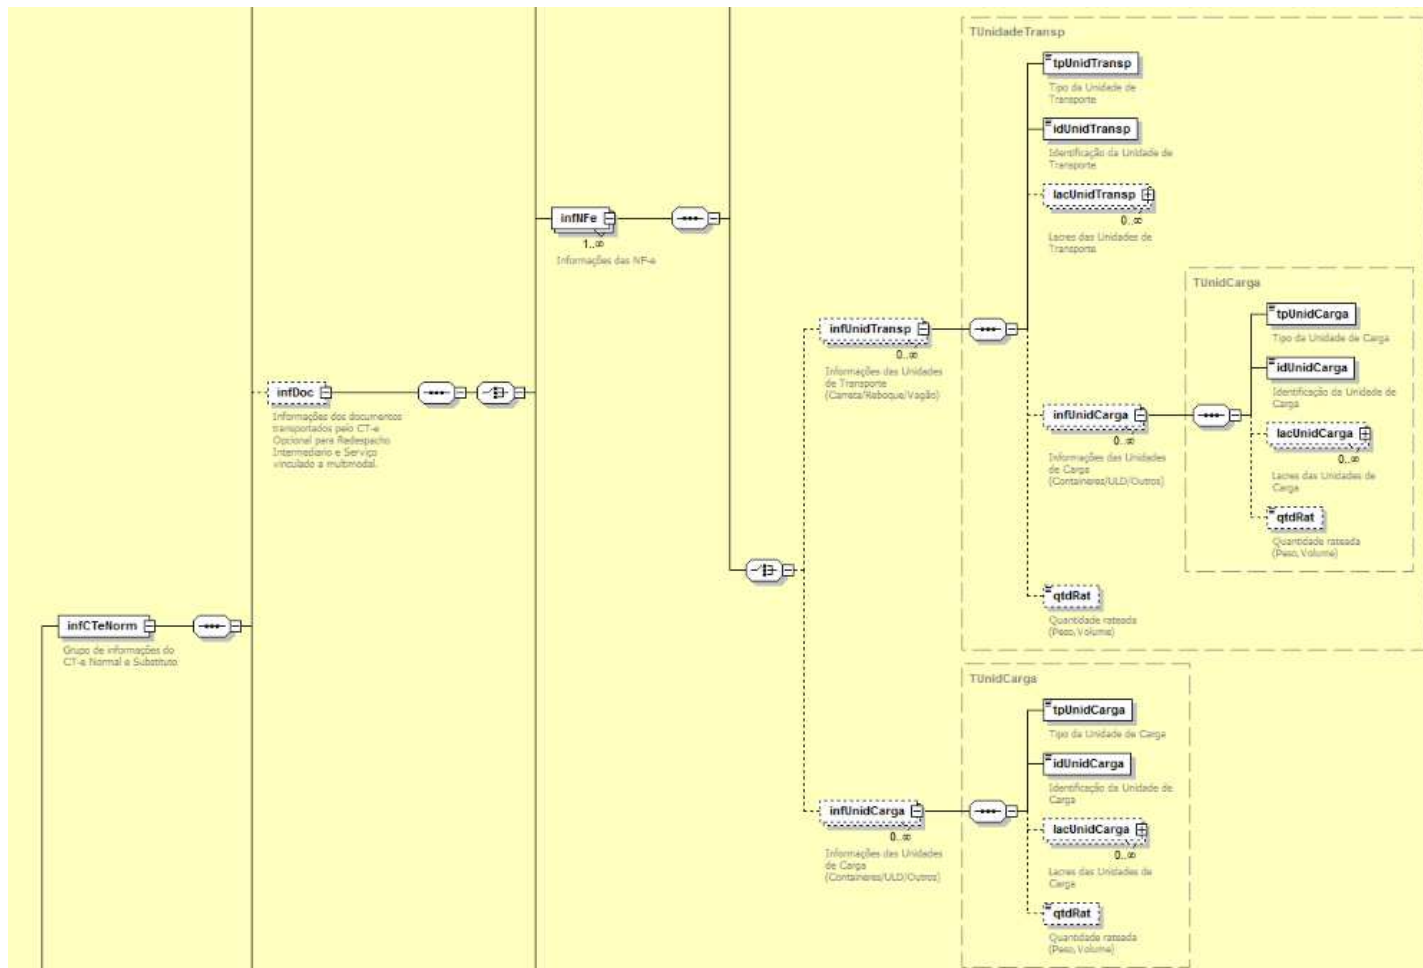 TUnidadeTransp
tpUnidTransp
Tipo da Unidade de
Transporte
idUnidTransp
Identificação da Unidade de
Transporte
lacUnidTransp
0..∞
Lacres das Unidades de
Transporte
infNFe
1..∞
Informações das NF-e
TUnidCarga
tpUnidCarga
Tipo da Unidade de Carga
idUnidCarga
Identificação da Unidade de
Carga
lacUnidCarga
0..∞
Lacres das Unidades de
Carga
qtdRat
Quantidade rateada
(Peso,Volume)
infUnidTransp
0..∞
Informações das Unidades
de Transporte
(Carreta/Reboque/Vagão)
infUnidCarga
0..∞
Informações das Unidades
de Carga
(Containeres/ULD/Outros)
infDoc
Informações dos documentos
transportados pelo CT-e
Opcional para Redespacho
Intermediario e Serviço
vinculado a multimodal.
qtdRat
Quantidade rateada
(Peso,Volume)
infCTeNorm
Grupo de informações do
CT-e Normal e Substituto
TUnidCarga
tpUnidCarga
Tipo da Unidade de Carga
idUnidCarga
Identificação da Unidade de
Carga
infUnidCarga
0..∞
Informações das Unidades
de Carga
(Containeres/ULD/Outros)
lacUnidCarga
0..∞
Lacres das Unidades de
Carga
qtdRat
Quantidade rateada
(Peso,Volume)